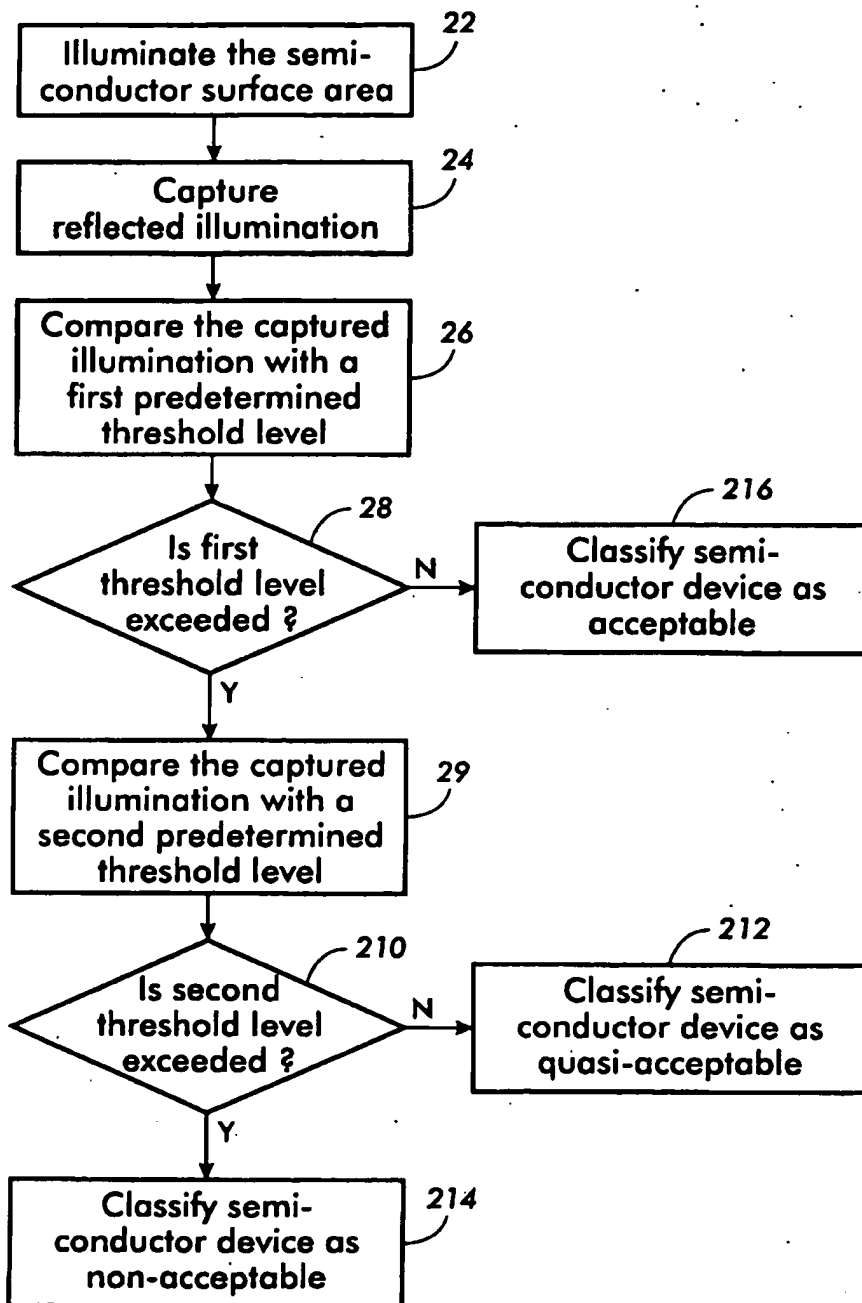 22
Illuminate the semi-
conductor surface area
24
Capture
reflected illumination
26
Compare the captured
illumination with a
first predetermined
threshold level
28
Is first
threshold level
exceeded ?
N
216
Classify semi-
conductor device as
acceptable
Y
29
Compare the captured
illumination with a
second predetermined
threshold level
210
Is second
threshold level
exceeded ?
N
212
Classify semi-
conductor device as
quasi-acceptable
Y
214
Classify semi-
conductor device as
non-acceptable